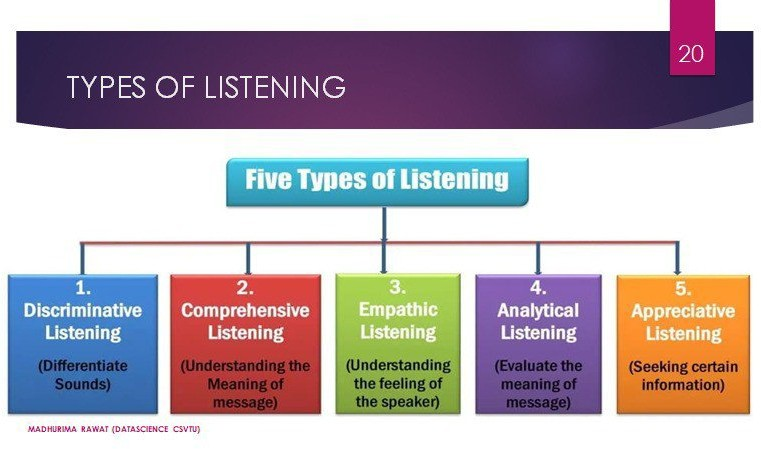 20
TYPES OF LISTENING
Five Types of Listening
1.
Discriminative
Listening
(Differentiate
Sounds)
2.
Comprehensive
Listening
(Understanding the
Meaning of
message)
3.
Empathic
Listening
(Understanding
the feeling of
the speaker)
4.
Analytical
Listening
(Evaluate the
meaning of
message)
5.
Appreciative
Listening
(Seeking certain
information)
MADHURIMA RAWAT (DATASCIENCE CSVTU)